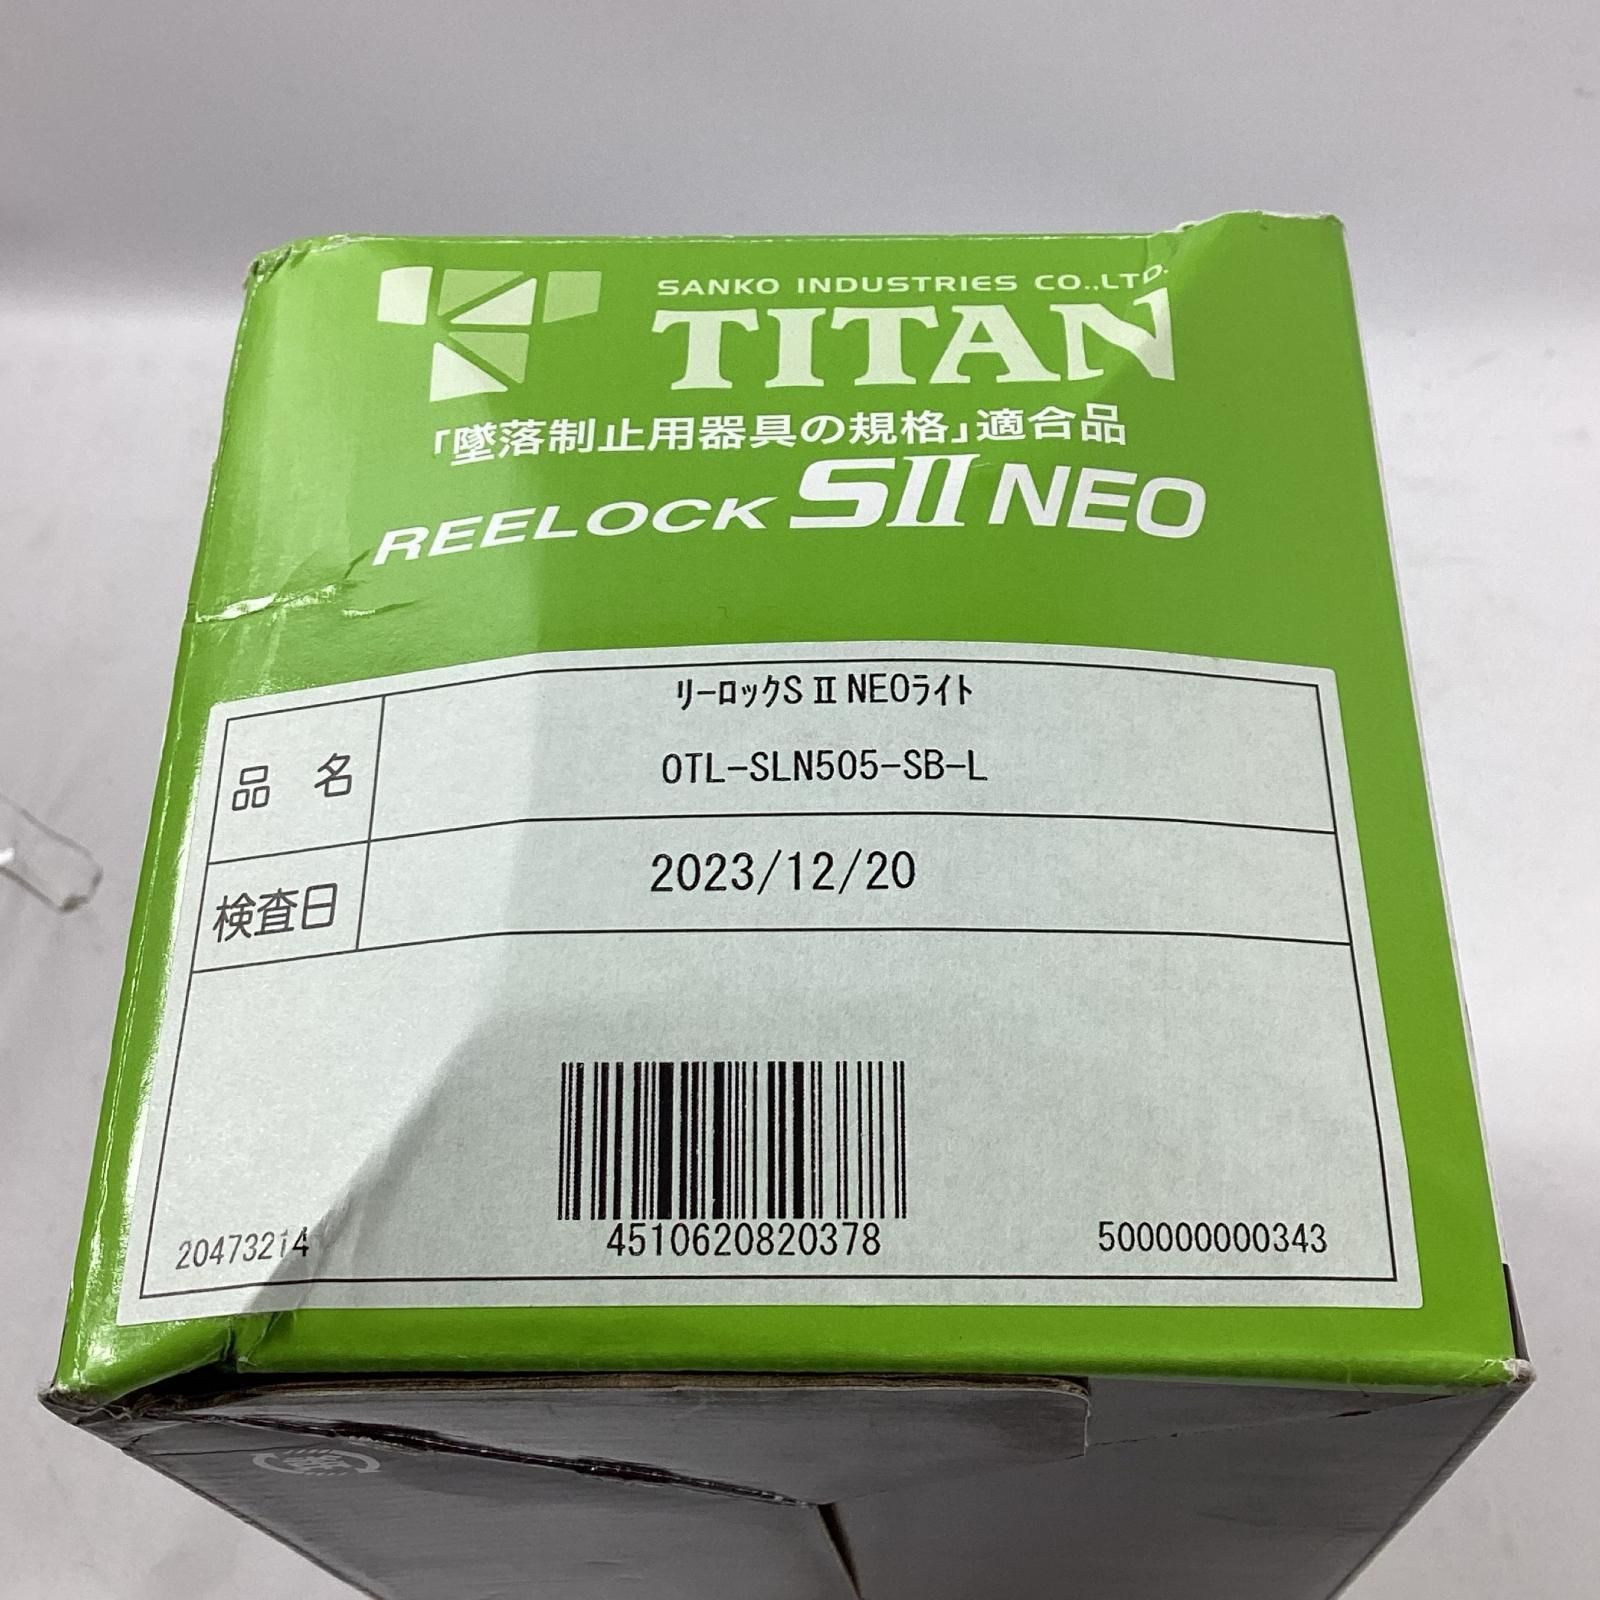 SANKO INDUSTRIES CO.,LTD.
TITAN
「墜落制止用器具の規格」適合品
REELOCK SⅡ NEO
品 名
ﾘｰﾛｯｸSⅡNEOﾗｲﾄ
OTL-SLN505-SB-L
検査日
2023/12/20
20473214
4510620820378
500000000343